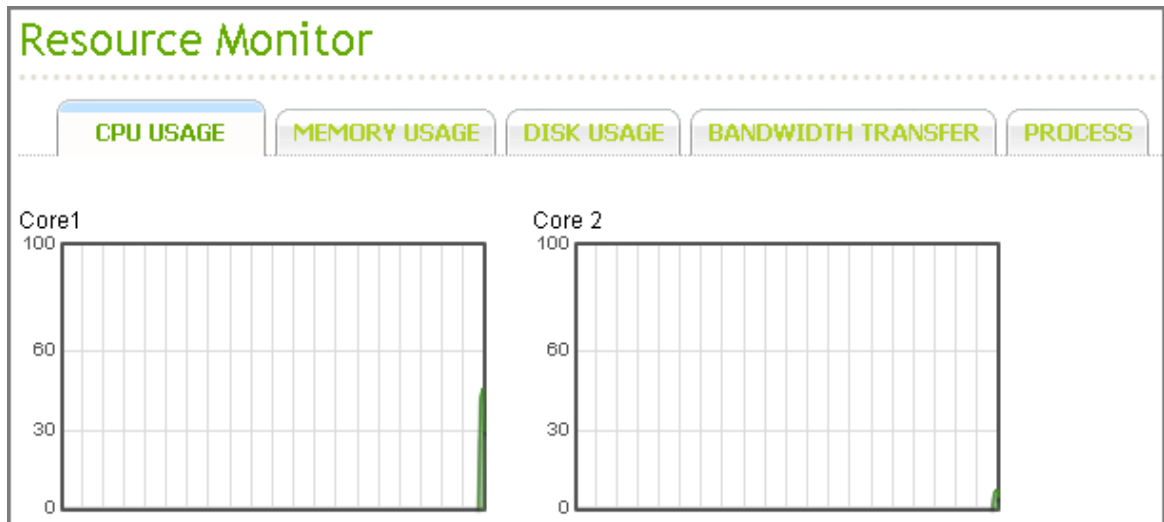 Resource Monitor
CPU USAGE MEMORY USAGE DISK USAGE BANDWIDTH TRANSFER PROCESS
Core1 Core 2
100 100
60 60
30 30
0 0